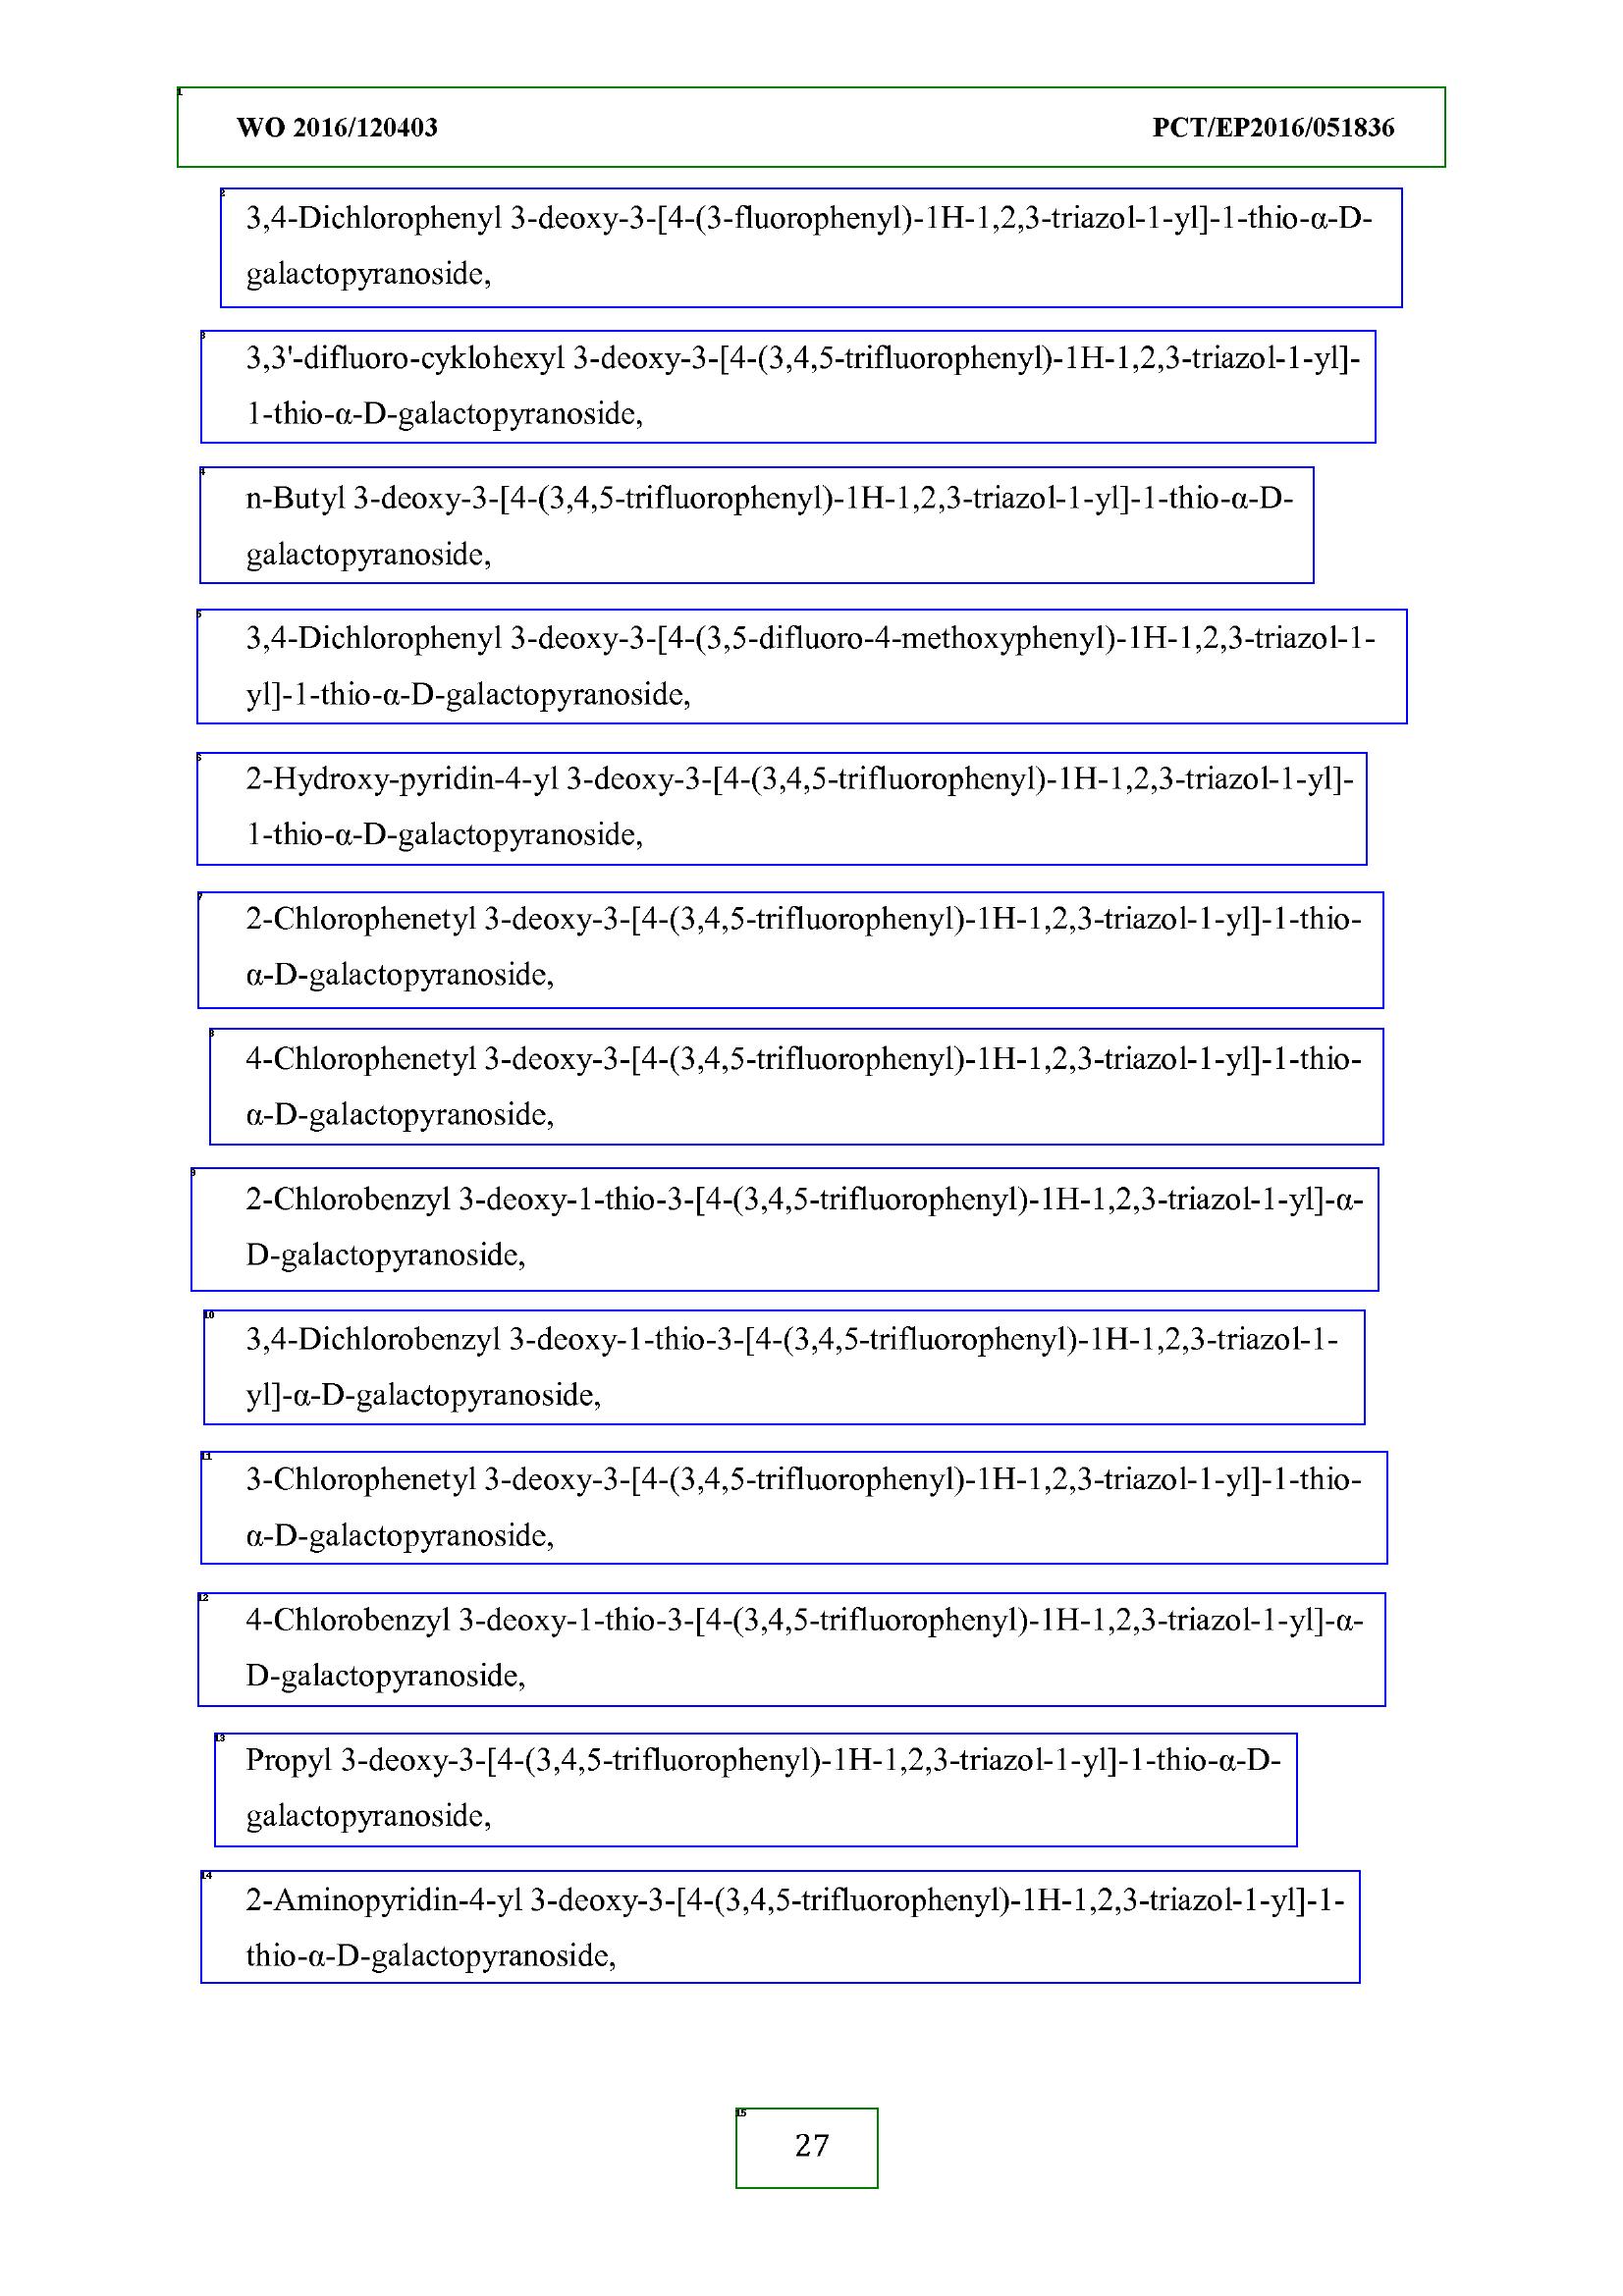 WO 2016/120403 PCT/EP2016/051836
3,4-Dichlorophenyl 3-deoxy-3-[4-(3-fluorophenyl)-1H-1,2,3-triazol-1-yl]-1-thio-α-D-
galactopyranoside,
3,3'-difluoro-cyklohexyl 3-deoxy-3-[4-(3,4,5-trifluorophenyl)-1H-1,2,3-triazol-1-yl]-
1-thio-α-D-galactopyranoside,
n-Butyl 3-deoxy-3-[4-(3,4,5-trifluorophenyl)-1H-1,2,3-triazol-1-yl]-1-thio-α-D-
galactopyranoside,
3,4-Dichlorophenyl 3-deoxy-3-[4-(3,5-difluoro-4-methoxyphenyl)-1H-1,2,3-triazol-1-
yl]-1-thio-α-D-galactopyranoside,
2-Hydroxy-pyridin-4-yl 3-deoxy-3-[4-(3,4,5-trifluorophenyl)-1H-1,2,3-triazol-1-yl]-
1-thio-α-D-galactopyranoside,
2-Chlorophenetyl 3-deoxy-3-[4-(3,4,5-trifluorophenyl)-1H-1,2,3-triazol-1-yl]-1-thio-
α-D-galactopyranoside,
4-Chlorophenetyl 3-deoxy-3-[4-(3,4,5-trifluorophenyl)-1H-1,2,3-triazol-1-yl]-1-thio-
α-D-galactopyranoside,
2-Chlorobenzyl 3-deoxy-1-thio-3-[4-(3,4,5-trifluorophenyl)-1H-1,2,3-triazol-1-yl]-α-
D-galactopyranoside,
3,4-Dichlorobenzyl 3-deoxy-1-thio-3-[4-(3,4,5-trifluorophenyl)-1H-1,2,3-triazol-1-
yl]-α-D-galactopyranoside,
3-Chlorophenetyl 3-deoxy-3-[4-(3,4,5-trifluorophenyl)-1H-1,2,3-triazol-1-yl]-1-thio-
α-D-galactopyranoside,
4-Chlorobenzyl 3-deoxy-1-thio-3-[4-(3,4,5-trifluorophenyl)-1H-1,2,3-triazol-1-yl]-α-
D-galactopyranoside,
Propyl 3-deoxy-3-[4-(3,4,5-trifluorophenyl)-1H-1,2,3-triazol-1-yl]-1-thio-α-D-
galactopyranoside,
2-Aminopyridin-4-yl 3-deoxy-3-[4-(3,4,5-trifluorophenyl)-1H-1,2,3-triazol-1-yl]-1-
thio-α-D-galactopyranoside,
27